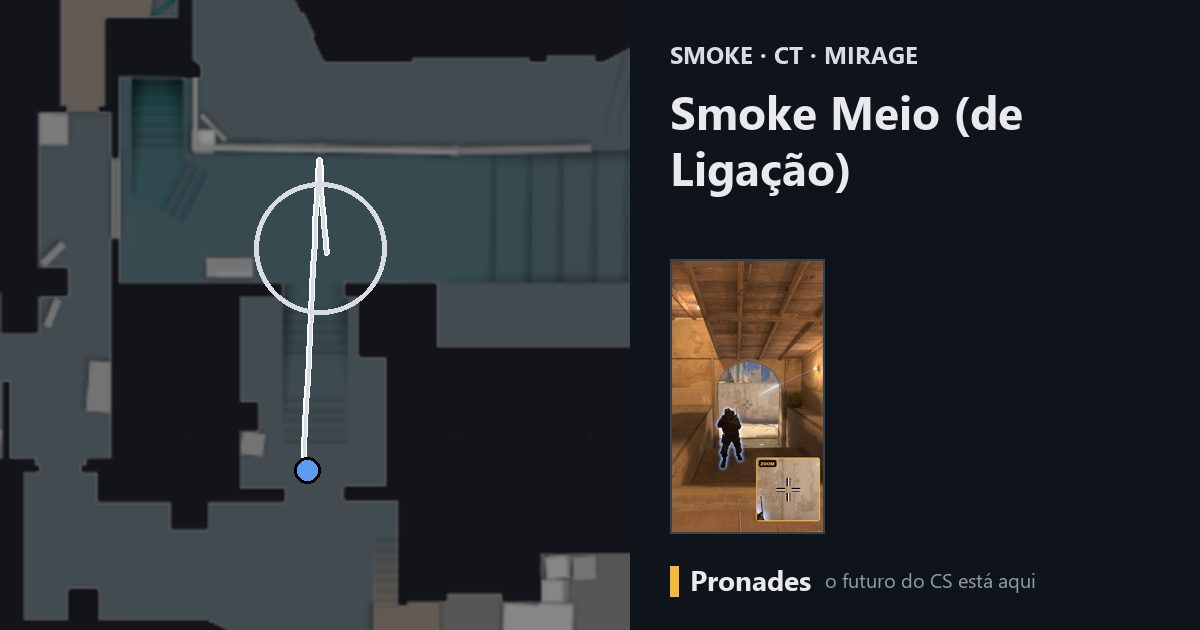 SMOKE · CT · MIRAGE
Smoke Meio (de
Ligação)
ZOOM
Pronades o futuro do CS está aqui